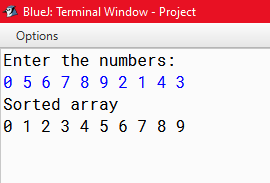 BlueJ: Terminal Window - Project
Options
Enter the numbers:
0 5 6 7 8 9 2 1 4 3
Sorted array
0 1 2 3 4 5 6 7 8 9